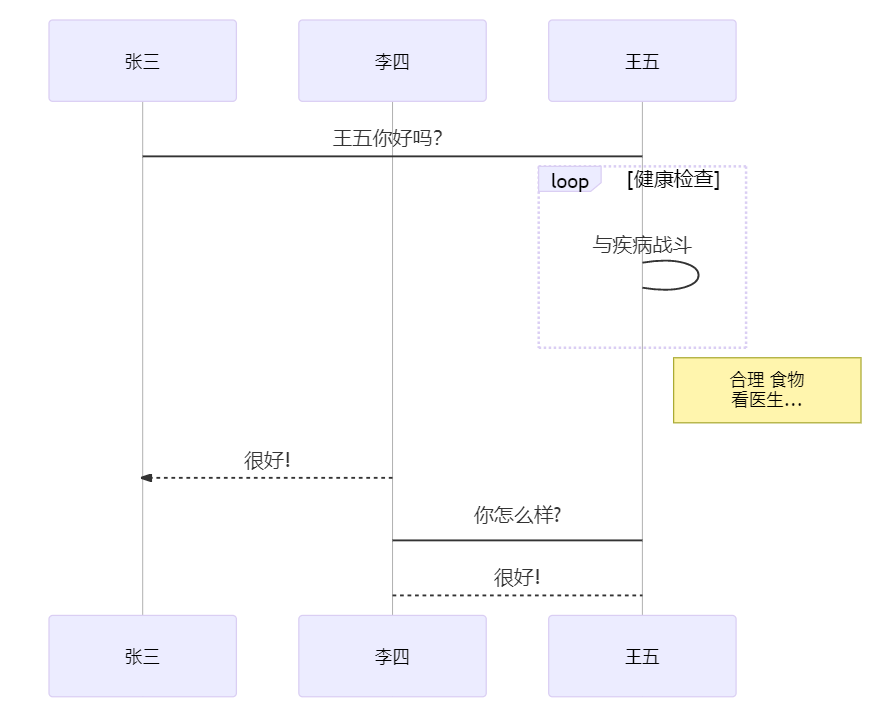 张三
李四
王五
王五你好吗?
loop
[健康检查]
与疾病战斗
合理 食物
看医生...
很好!
你怎么样?
很好!
张三
李四
王五